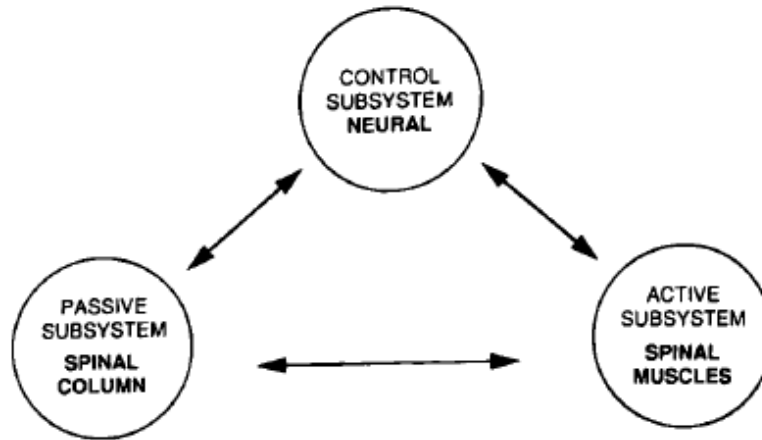 CONTROL
SUBSYSTEM
NEURAL
PASSIVE
SUBSYSTEM
SPINAL
COLUMN
ACTIVE
SUBSYSTEM
SPINAL
MUSCLES